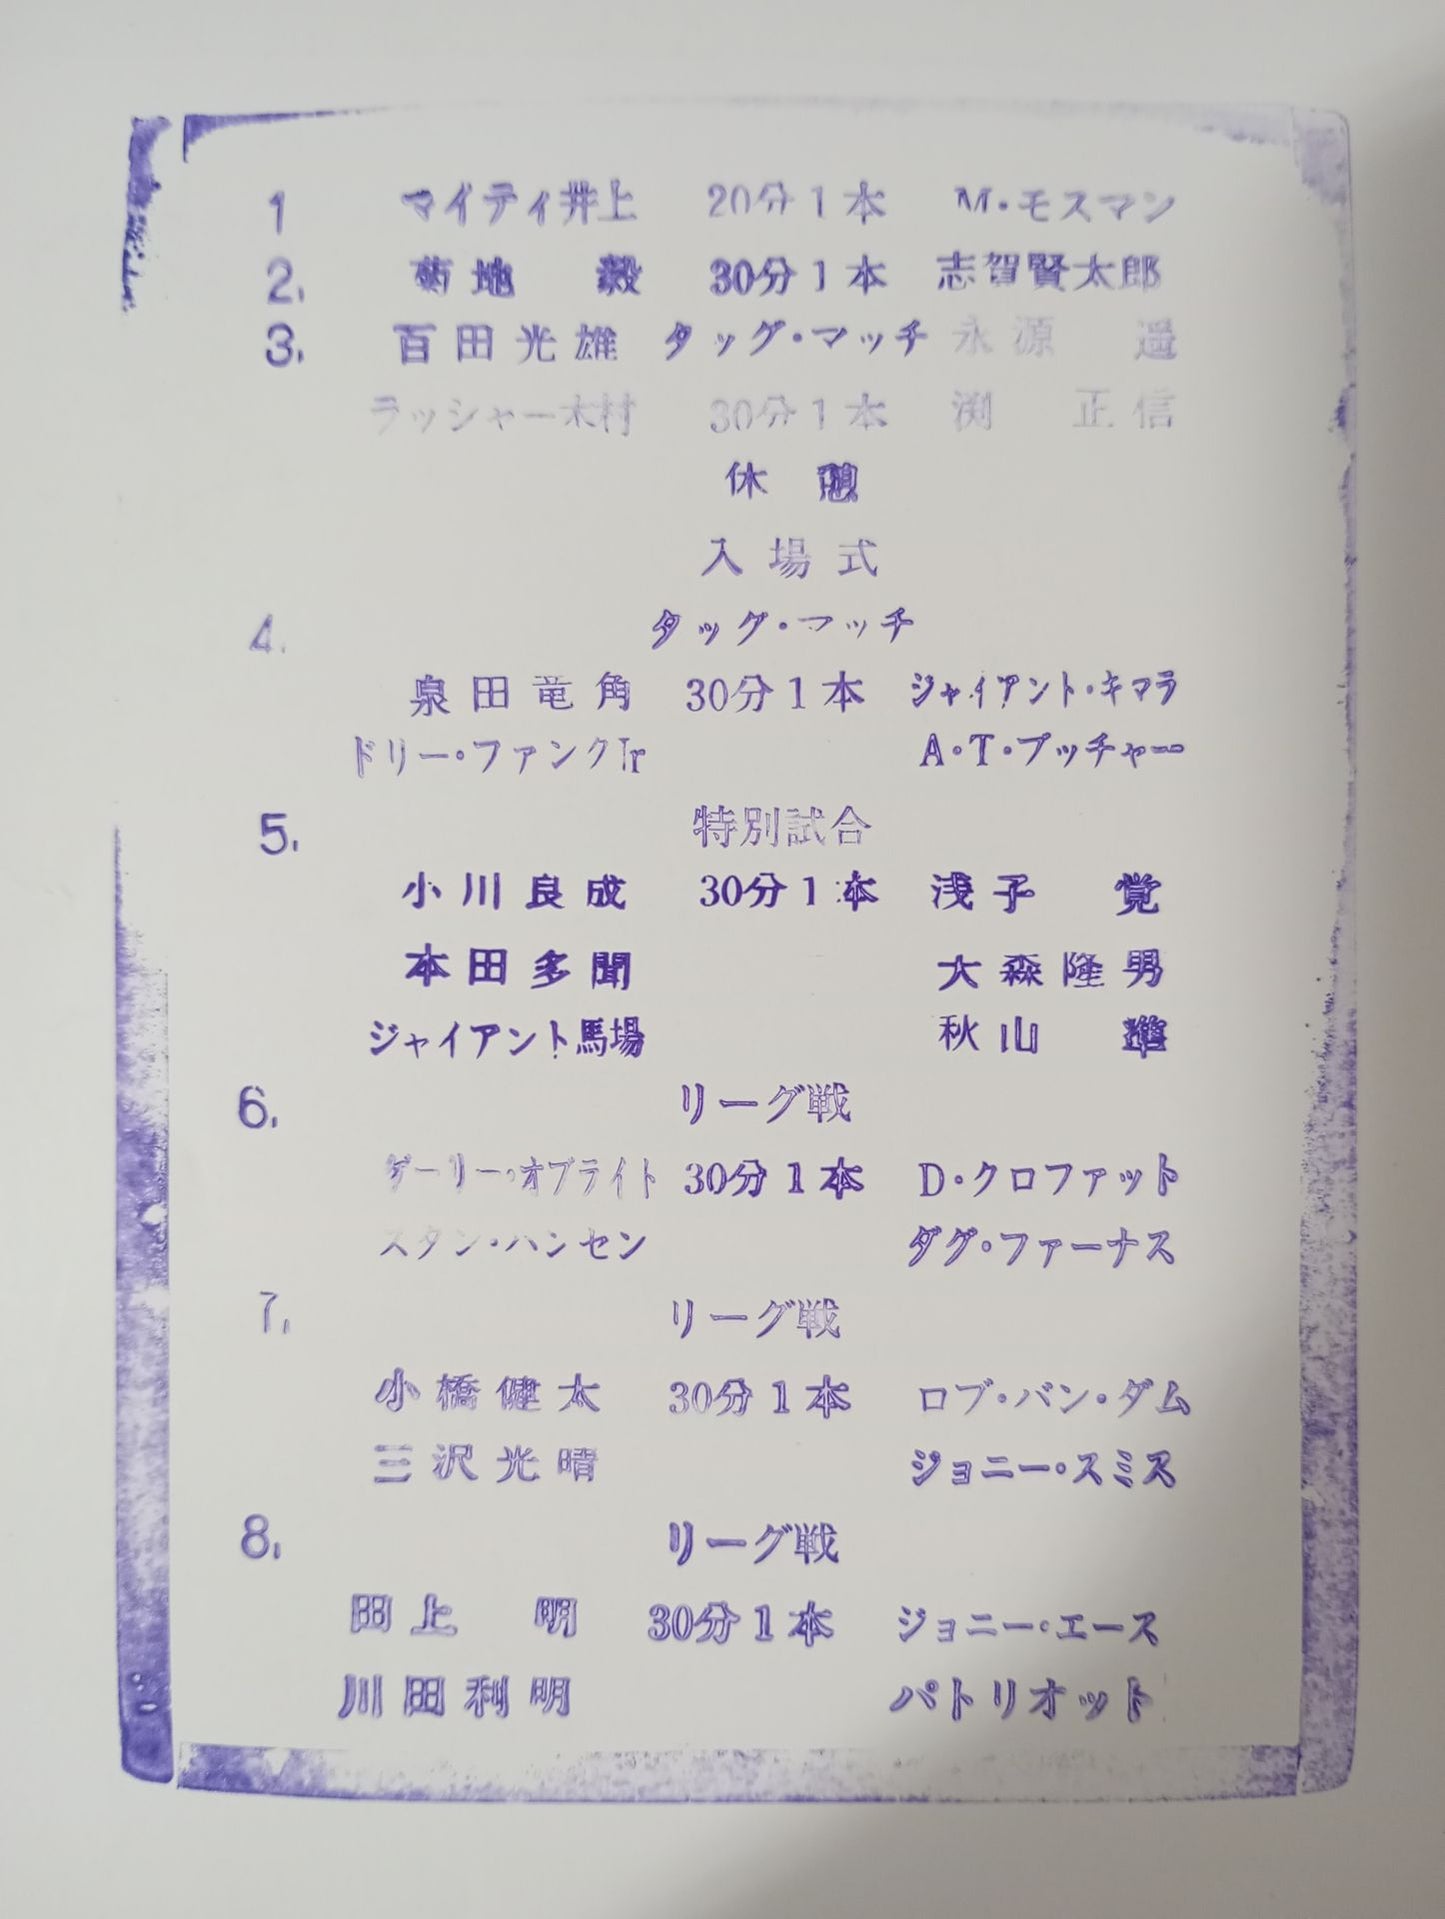 1 マイティ井上 20分1本 M・モスマン
2. 菊地 毅 30分1本 志賀賢太郎
3. 百田光雄 タッグ・マッチ 永源 遥
ラッシャー木村 30分1本 渕 正信
休憩
入場式
4. タッグ・マッチ
泉田竜角 30分1本 ジャイアント・キマラ
ドリー・ファンクJr A・T・ブッチャー
5. 特別試合
小川良成 30分1本 浅子 覚
本田多聞 大森隆男
ジャイアント馬場 秋山 準
6. リーグ戦
ゲーリー・オブライト 30分1本 D・クロファット
スタン・ハンセン ダグ・ファーナス
7. リーグ戦
小橋健太 30分1本 ロブ・バン・ダム
三沢光晴 ジョニー・スミス
8. リーグ戦
田上 明 30分1本 ジョニー・エース
川田利明 パトリオット